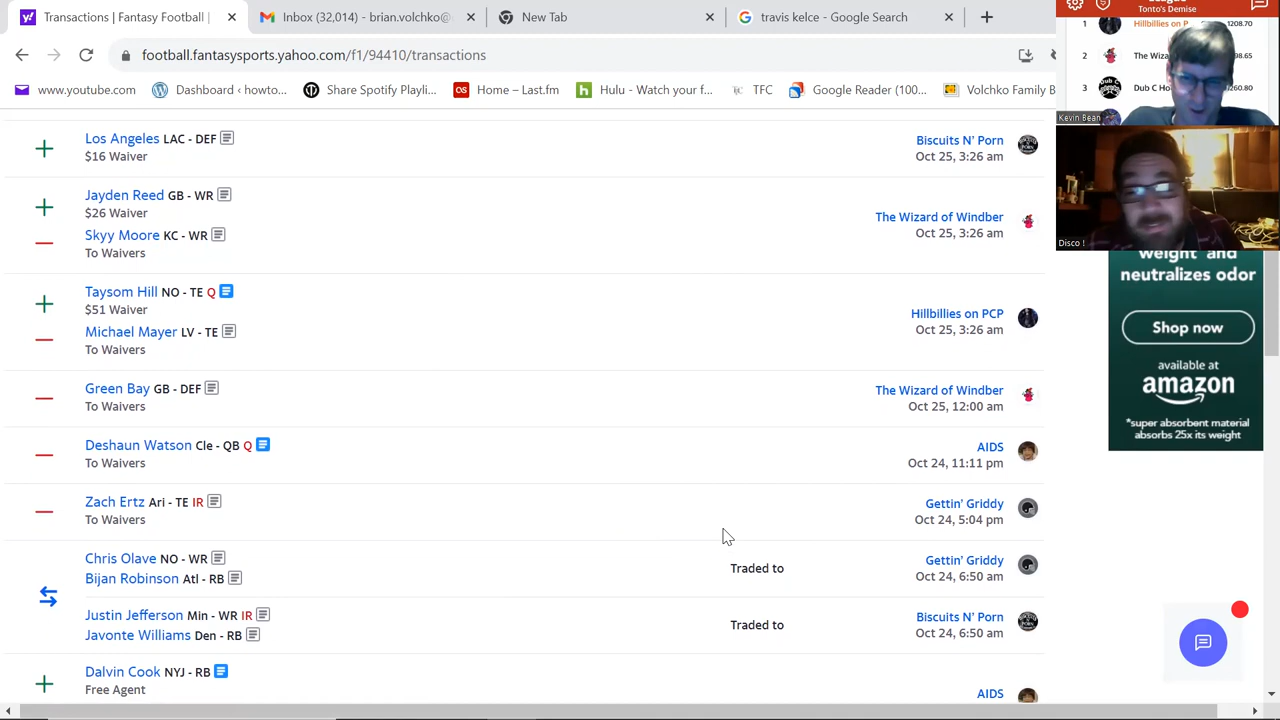 Transactions | Fantasy Football |
Inbox (32,014) - brian.volchko@
New Tab
travis kelce - Google Search
football.fantasysports.yahoo.com/f1/94410/transactions
www.youtube.com
Dashboard ‹ howto...
Share Spotify Playli...
Home – Last.fm
Hulu - Watch your f...
TFC
Google Reader (100...
Volchko Family B
Tonto's Demise
1 Hillbillies on P 1208.70
2 The Wiza 98.65
3 Dub C Ho 260.80
Kevin Bean
Disco !
Los Angeles LAC - DEF
$16 Waiver
Biscuits N' Porn
Oct 25, 3:26 am
Jayden Reed GB - WR
$26 Waiver
Skyy Moore KC - WR
To Waivers
The Wizard of Windber
Oct 25, 3:26 am
Taysom Hill NO - TE Q
$51 Waiver
Michael Mayer LV - TE
To Waivers
Hillbillies on PCP
Oct 25, 3:26 am
Green Bay GB - DEF
To Waivers
The Wizard of Windber
Oct 25, 12:00 am
Deshaun Watson Cle - QB Q
To Waivers
AIDS
Oct 24, 11:11 pm
Zach Ertz Ari - TE IR
To Waivers
Gettin' Griddy
Oct 24, 5:04 pm
Chris Olave NO - WR
Bijan Robinson Atl - RB
Traded to
Gettin' Griddy
Oct 24, 6:50 am
Justin Jefferson Min - WR IR
Javonte Williams Den - RB
Traded to
Biscuits N' Porn
Oct 24, 6:50 am
Dalvin Cook NYJ - RB
Free Agent
AIDS
weight and
neutralizes odor
Shop now
available at
amazon
*super absorbent material
absorbs 25x its weight